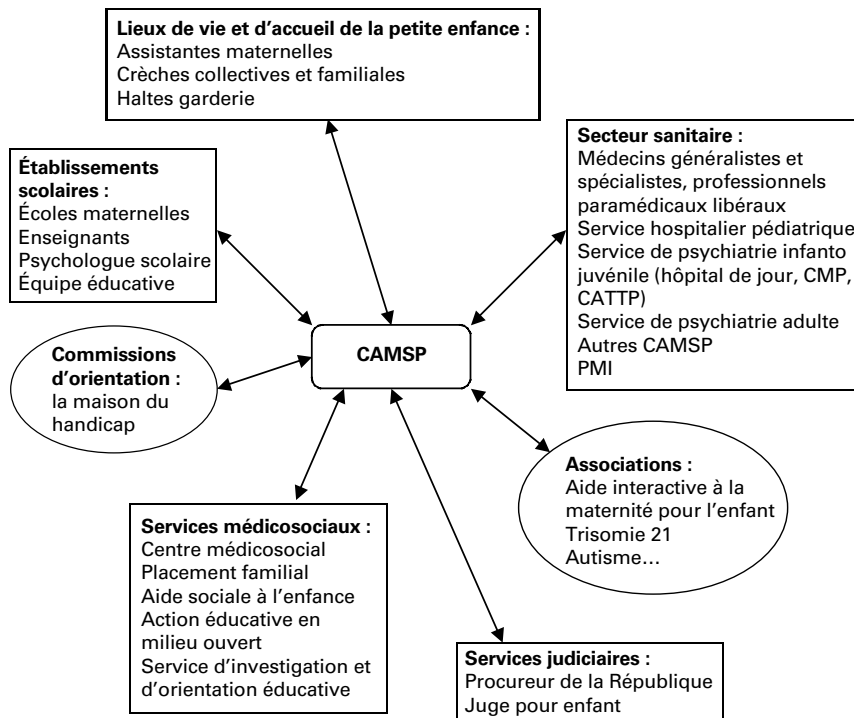 Lieux de vie et d'accueil de la petite enfance :
Assistantes maternelles
Crèches collectives et familiales
Haltes garderie
Établissements
scolaires :
Écoles maternelles
Enseignants
Psychologue scolaire
Équipe éducative
Secteur sanitaire :
Médecins généralistes et
spécialistes, professionnels
paramédicaux libéraux
Service hospitalier pédiatrique
Service de psychiatrie infanto
juvénile (hôpital de jour, CMP,
CATTP)
Service de psychiatrie adulte
Autres CAMSP
PMI
CAMSP
Commissions
d'orientation :
la maison du
handicap
Associations :
Aide interactive à la
maternité pour l'enfant
Trisomie 21
Autisme…
Services médicosociaux :
Centre médicosocial
Placement familial
Aide sociale à l'enfance
Action éducative en
milieu ouvert
Service d'investigation et
d'orientation éducative
Services judiciaires :
Procureur de la République
Juge pour enfant